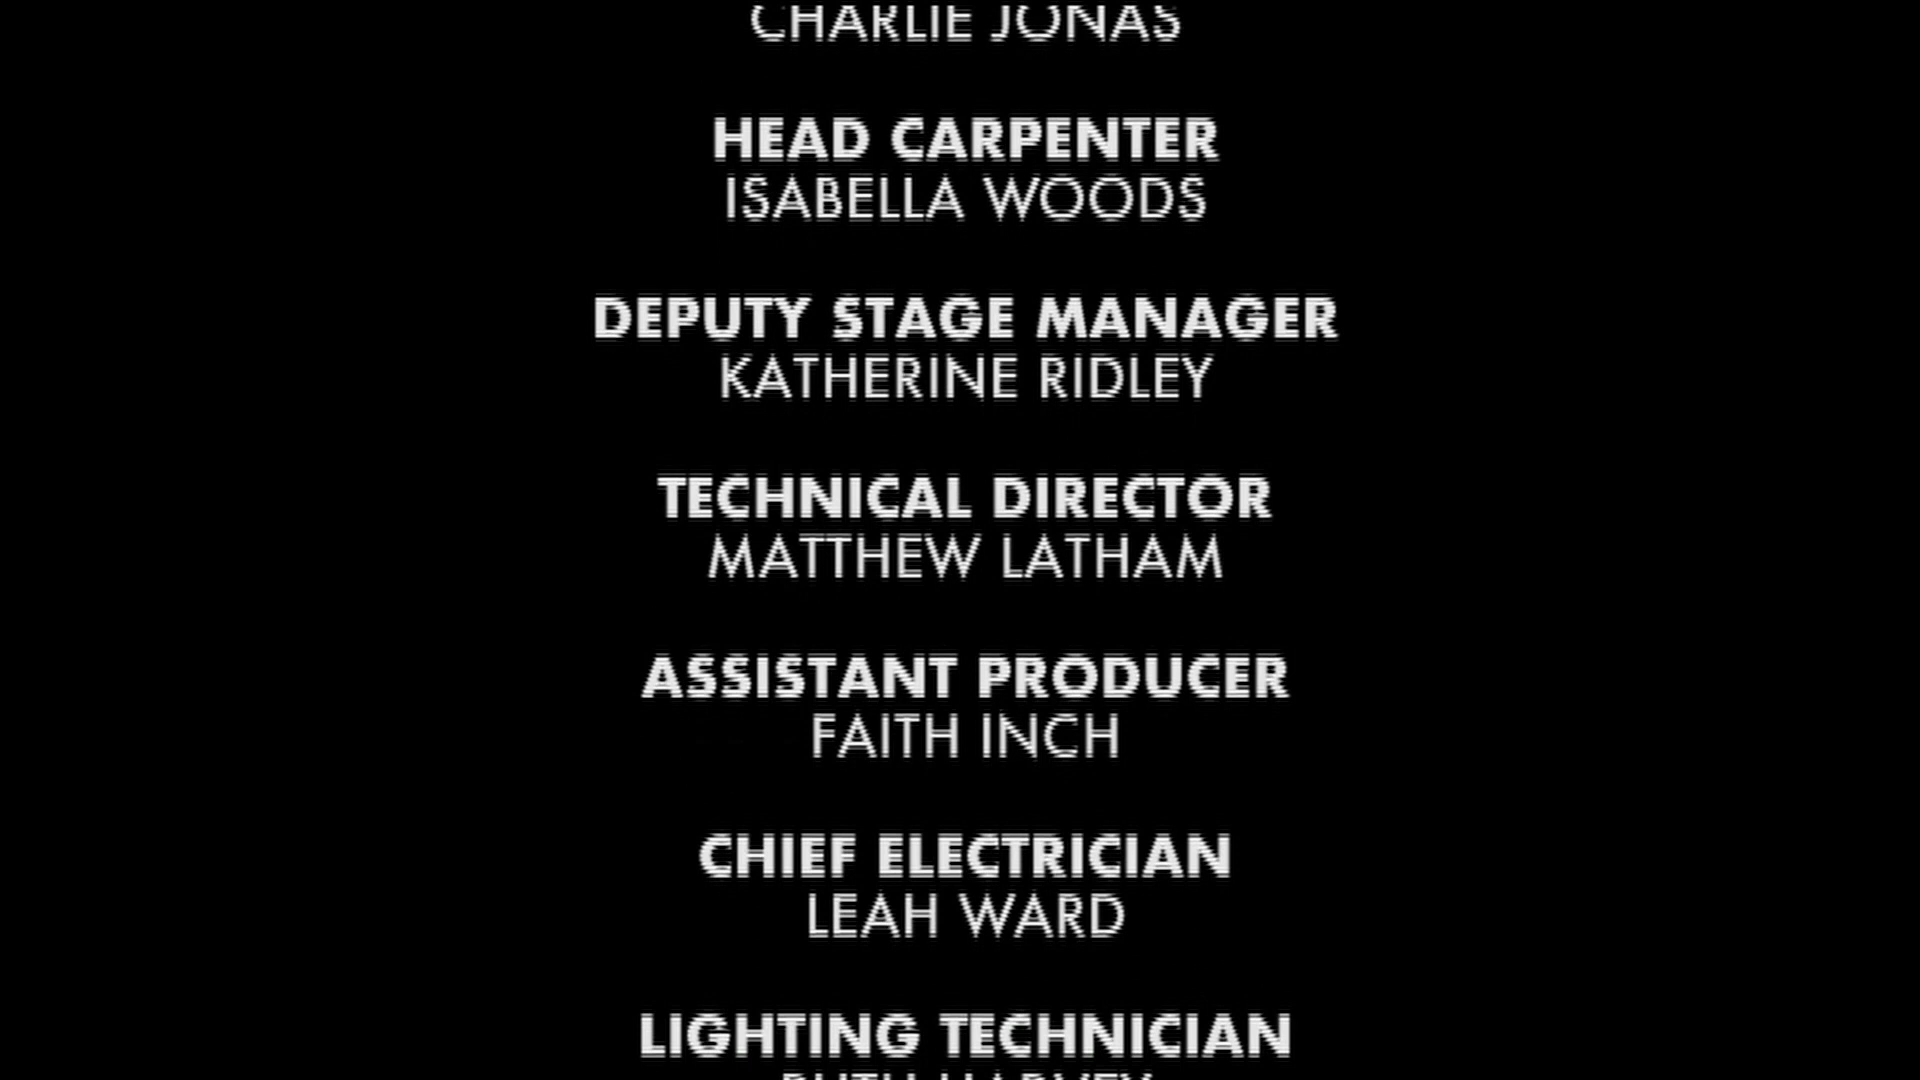 CHARLIE JONAS
HEAD CARPENTER
ISABELLA WOODS
DEPUTY STAGE MANAGER
KATHERINE RIDLEY
TECHNICAL DIRECTOR
MATTHEW LATHAM
ASSISTANT PRODUCER
FAITH INCH
CHIEF ELECTRICIAN
LEAH WARD
LIGHTING TECHNICIAN